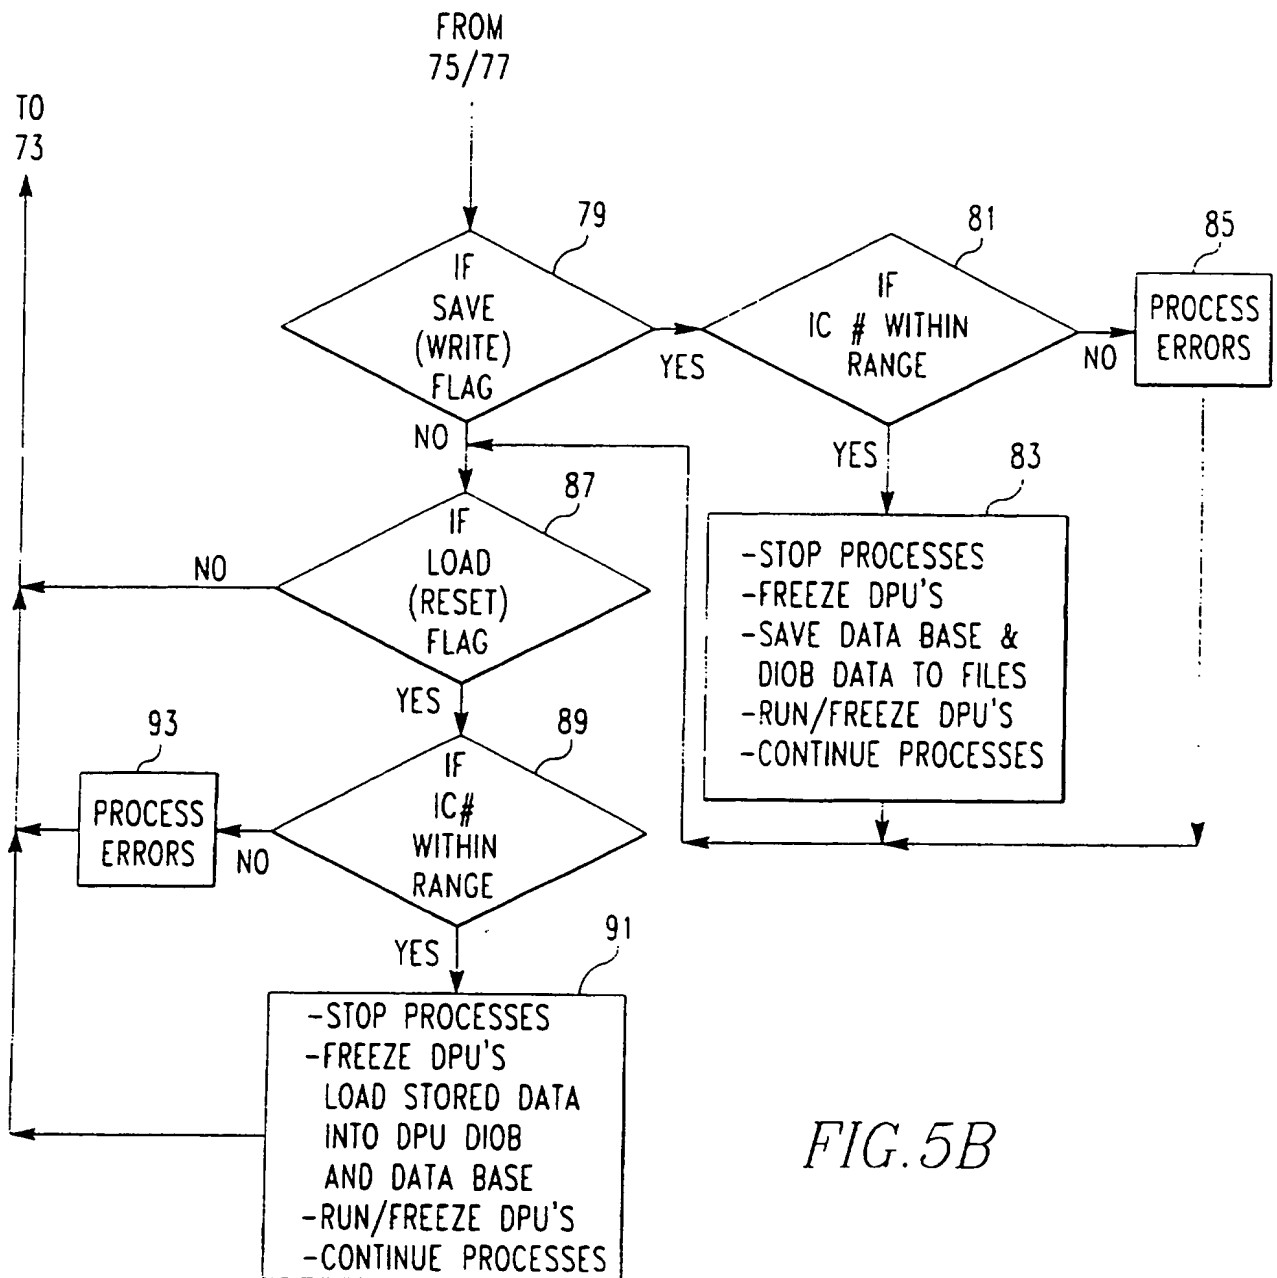 FROM
75/77
TO
73
79
IF
SAVE
(WRITE)
FLAG
YES
NO
81
IF
IC # WITHIN
RANGE
NO
YES
85
PROCESS
ERRORS
83
-STOP PROCESSES
-FREEZE DPU'S
-SAVE DATA BASE &
DIOB DATA TO FILES
-RUN/FREEZE DPU'S
-CONTINUE PROCESSES
87
IF
LOAD
(RESET)
FLAG
NO
YES
89
IF
IC#
WITHIN
RANGE
NO
YES
93
PROCESS
ERRORS
91
-STOP PROCESSES
-FREEZE DPU'S
LOAD STORED DATA
INTO DPU DIOB
AND DATA BASE
-RUN/FREEZE DPU'S
-CONTINUE PROCESSES
FIG.5B